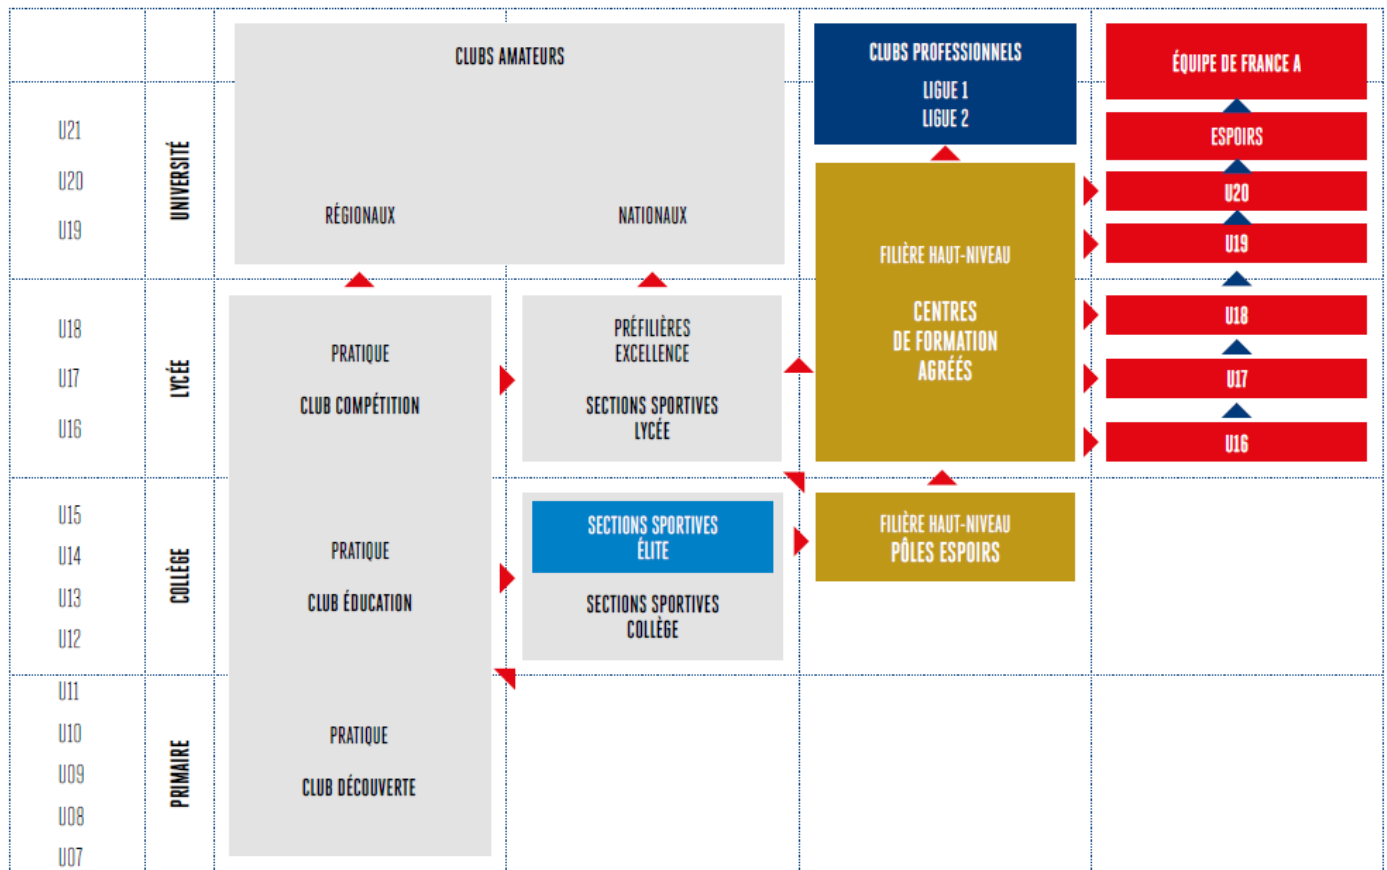 CLUBS AMATEURS
RÉGIONAUX
NATIONAUX
CLUBS PROFESSIONNELS
LIGUE 1
LIGUE 2
ÉQUIPE DE FRANCE A
ESPOIRS
U20
U19
U18
U17
U16
U21
U20
U19
UNIVERSITÉ
U18
U17
U16
LYCÉE
PRATIQUE
CLUB COMPÉTITION
PRÉFILIÈRES
EXCELLENCE
SECTIONS SPORTIVES
LYCÉE
FILIÈRE HAUT-NIVEAU
CENTRES
DE FORMATION
AGRÉÉS
U15
U14
U13
U12
COLLÈGE
PRATIQUE
CLUB ÉDUCATION
SECTIONS SPORTIVES
ÉLITE
SECTIONS SPORTIVES
COLLÈGE
FILIÈRE HAUT-NIVEAU
PÔLES ESPOIRS
U11
U10
U09
U08
U07
PRIMAIRE
PRATIQUE
CLUB DÉCOUVERTE